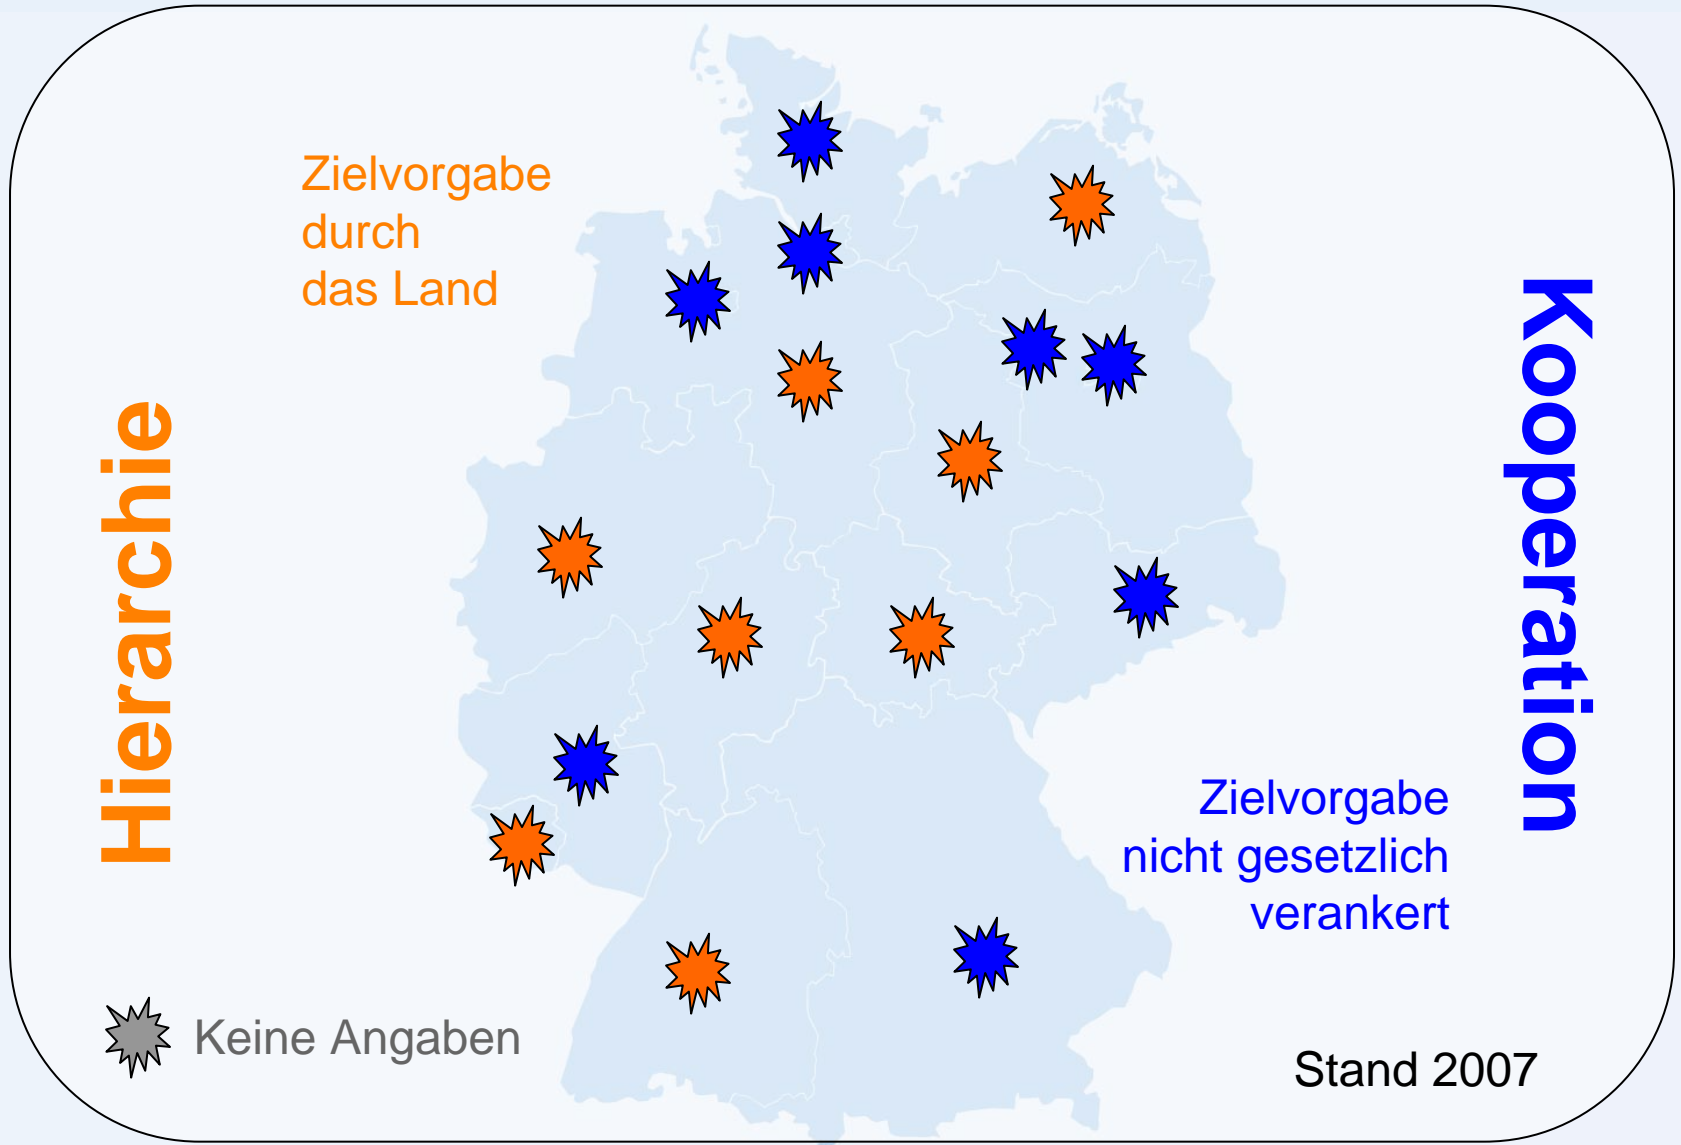 Zielvorgabe
durch
das Land
Hierarchie
Kooperation
Zielvorgabe
nicht gesetzlich
verankert
Keine Angaben
Stand 2007